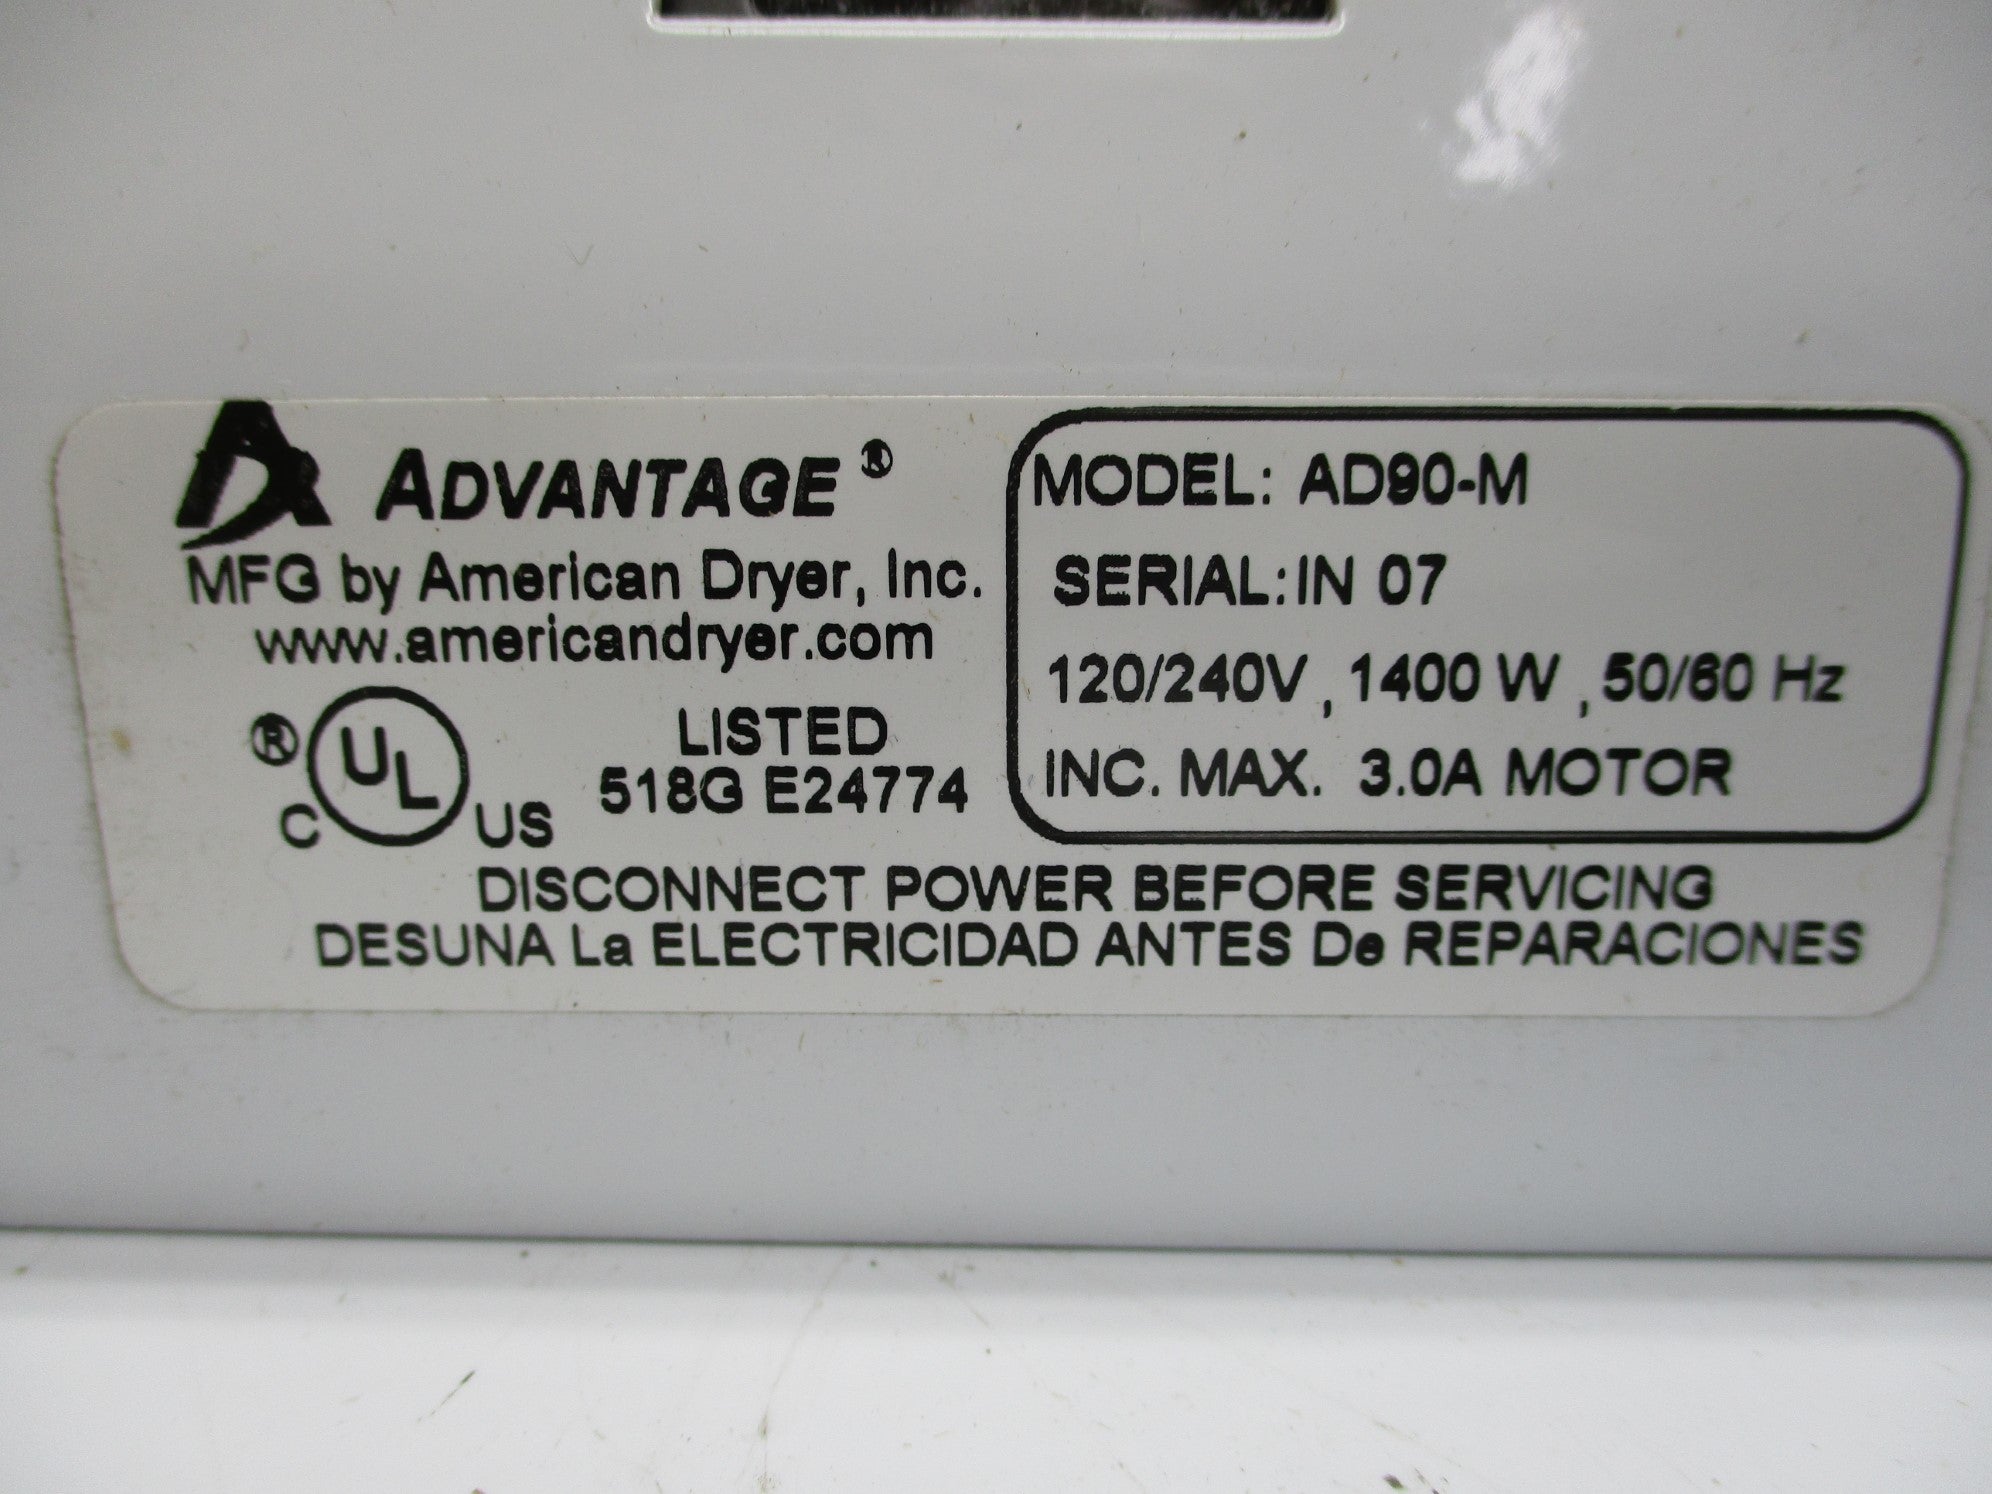 ADVANTAGE ®
MFG by American Dryer, Inc.
www.americandryer.com
® C UL US
LISTED
518G E24774
MODEL: AD90-M
SERIAL: IN 07
120/240V , 1400 W , 50/60 Hz
INC. MAX. 3.0A MOTOR
DISCONNECT POWER BEFORE SERVICING
DESUNA La ELECTRICIDAD ANTES De REPARACIONES